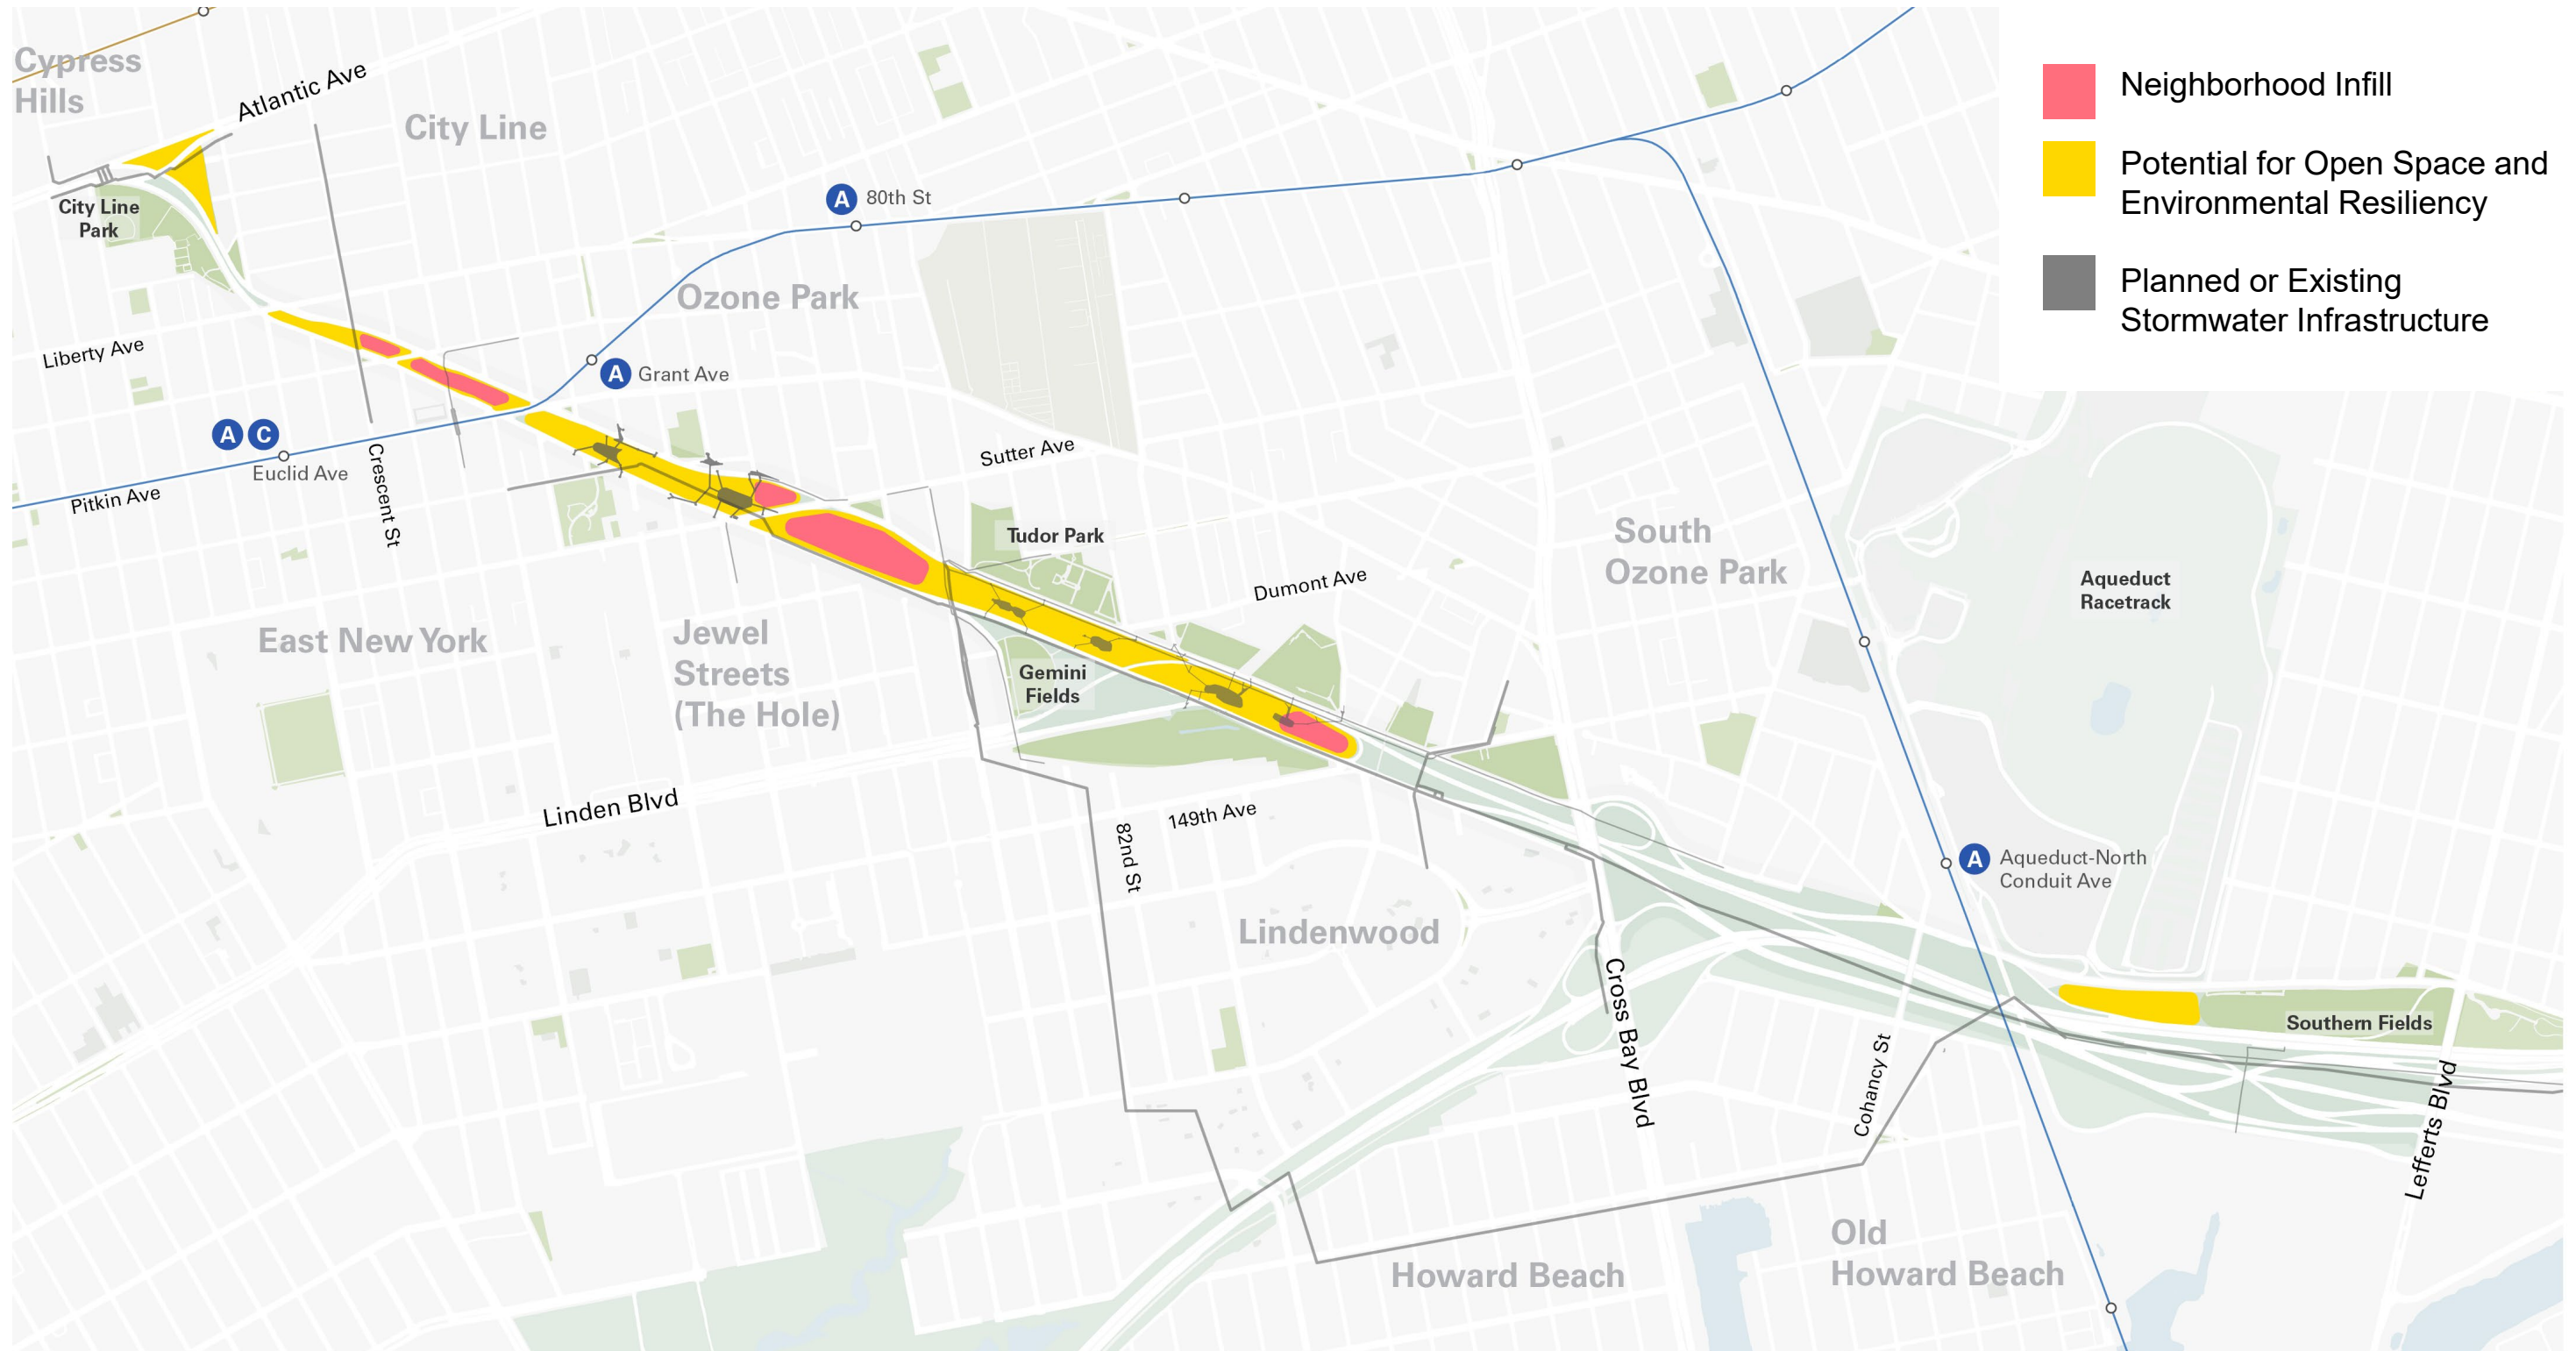 Cypress
Hills
Atlantic Ave
City Line
Neighborhood Infill
Potential for Open Space and
Environmental Resiliency
Planned or Existing
Stormwater Infrastructure
City Line
Park
A 80th St
Ozone Park
Liberty Ave
A Grant Ave
A C
Euclid Ave
Pitkin Ave
Crescent St
Sutter Ave
Tudor Park
South
Ozone Park
Dumont Ave
Aqueduct
Racetrack
East New York
Jewel
Streets
(The Hole)
Gemini
Fields
Linden Blvd
149th Ave
82nd St
A Aqueduct-North
Conduit Ave
Lindenwood
Cross Bay Blvd
Cohancy St
Southern Fields
Lefferts Blvd
Howard Beach
Old
Howard Beach